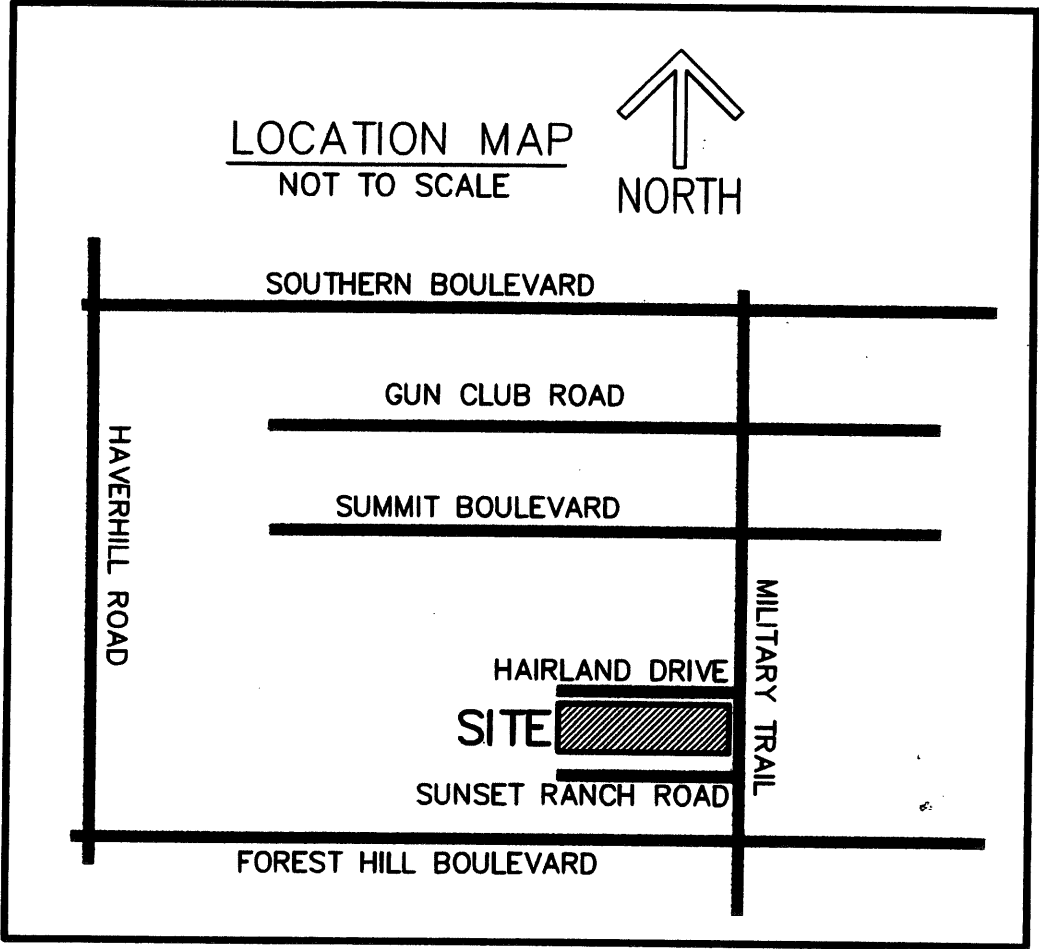 LOCATION MAP
NOT TO SCALE
NORTH
SOUTHERN BOULEVARD
GUN CLUB ROAD
HAVERHILL ROAD
SUMMIT BOULEVARD
MILITARY TRAIL
HAIRLAND DRIVE
SITE
SUNSET RANCH ROAD
FOREST HILL BOULEVARD